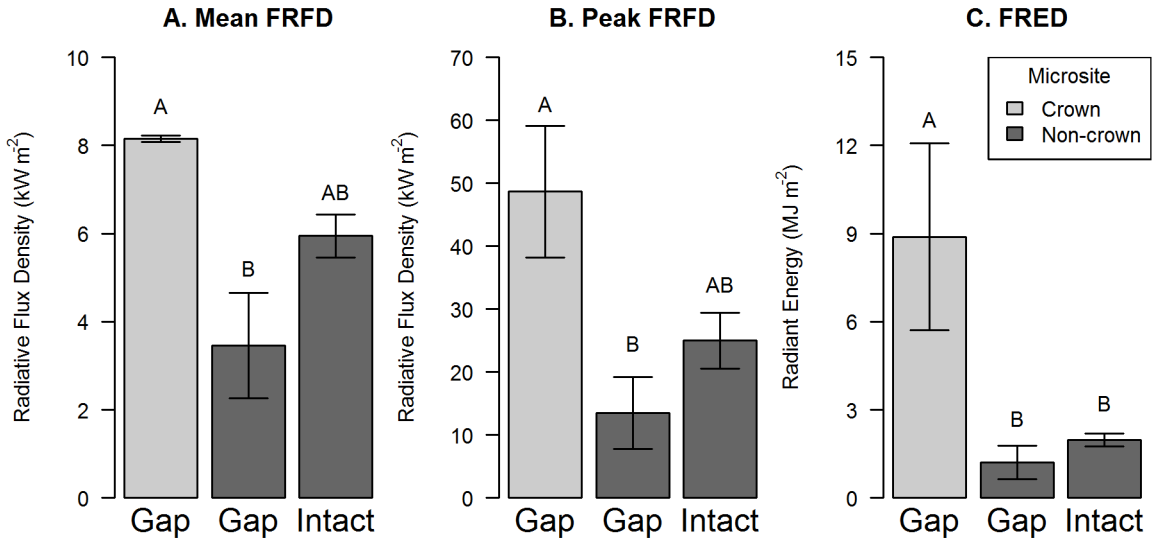 A. Mean FRFD
Radiative Flux Density (kW m⁻²)
10
8
6
4
2
0
A
B
AB
Gap
Gap
Intact
B. Peak FRFD
Radiative Flux Density (kW m⁻²)
70
60
50
40
30
20
10
0
A
B
AB
Gap
Gap
Intact
C. FRED
Radiant Energy (MJ m⁻²)
15
12
9
6
3
0
A
B
B
Gap
Gap
Intact
Microsite
Crown
Non-crown